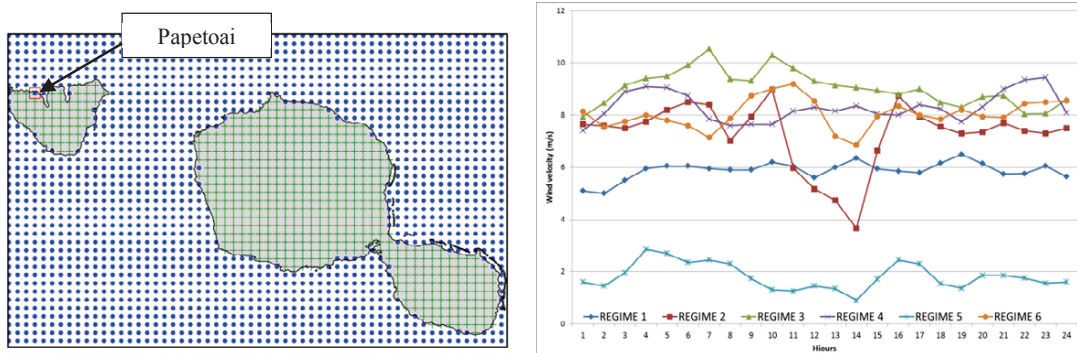 Papetoai
12
10
8
6
4
2
0
Wind velocity (m/s)
REGIME 1 REGIME 2 REGIME 3 REGIME 4 REGIME 5 REGIME 6
1 2 3 4 5 6 7 8 9 10 11 12 13 14 15 16 17 18 19 20 21 22 23 24
Hiours